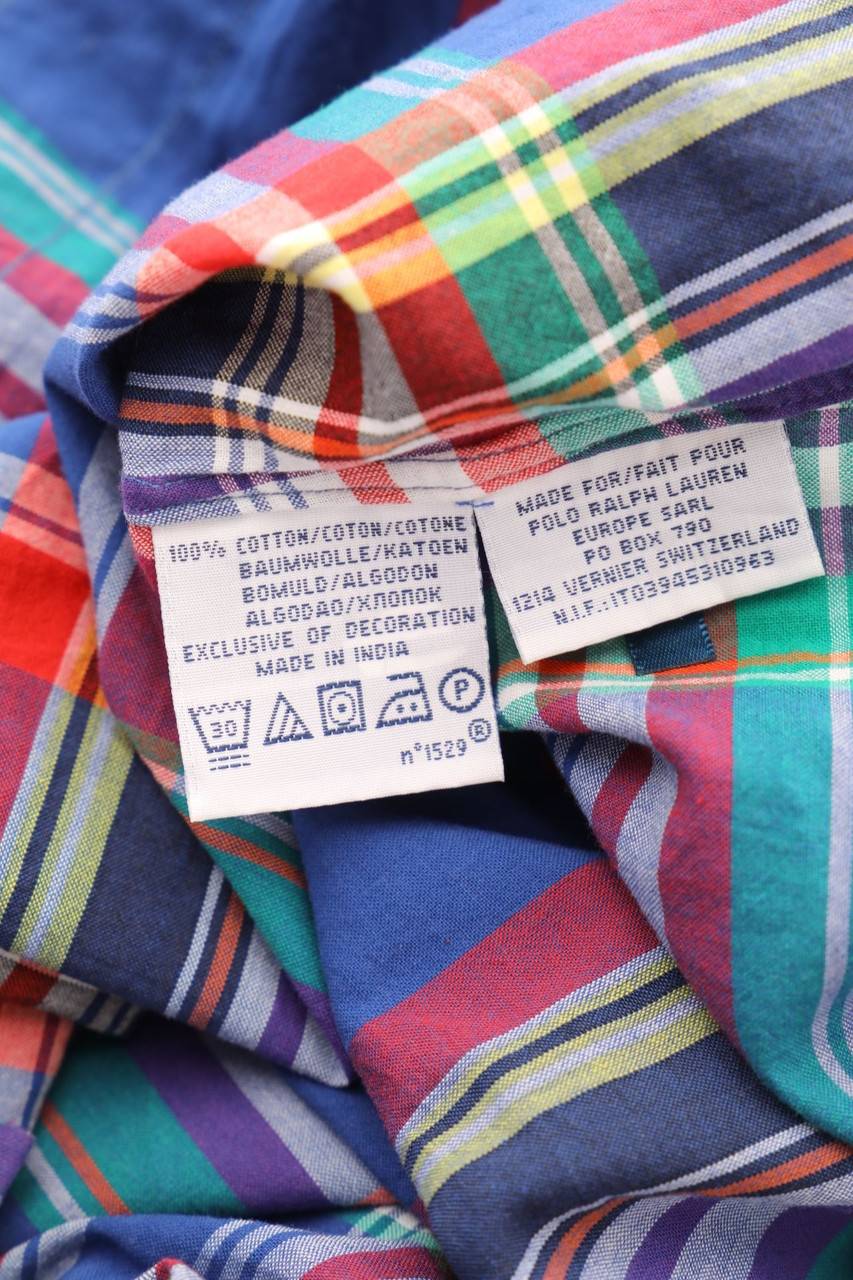 100% COTTON/COTON/COTONE
BAUMWOLLE/KATOEN
BOMULD/ALGODON
ALGODAO/ХЛОПОК
EXCLUSIVE OF DECORATION
MADE IN INDIA
30
P
n°1529®
MADE FOR/FAIT POUR
POLO RALPH LAUREN
EUROPE SARL
PO BOX 790
1214 VERNIER SWITZERLAND
N.I.F.:IT03945310963